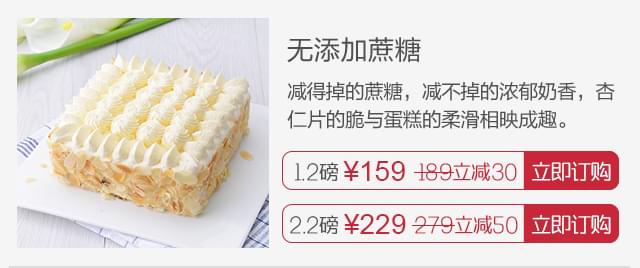 无添加蔗糖
减得掉的蔗糖，减不掉的浓郁奶香，杏
仁片的脆与蛋糕的柔滑相映成趣。
1.2磅 ¥159 189立减30 立即订购
2.2磅 ¥229 279立减50 立即订购